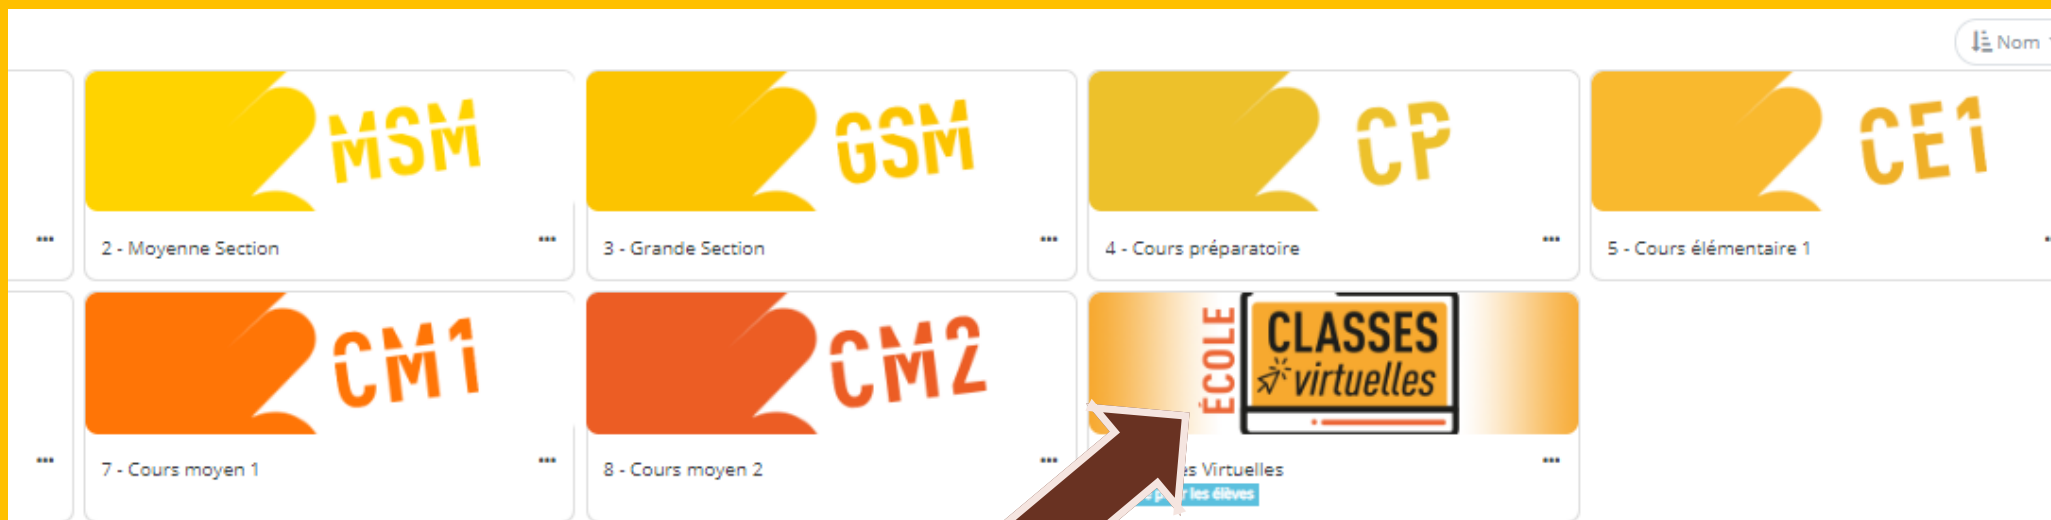 Nom
MSM
GSM
CP
CE1
2 - Moyenne Section
3 - Grande Section
4 - Cours préparatoire
5 - Cours élémentaire 1
CM1
CM2
ÉCOLE
CLASSES
virtuelles
7 - Cours moyen 1
8 - Cours moyen 2
Virtuelles
les élèves